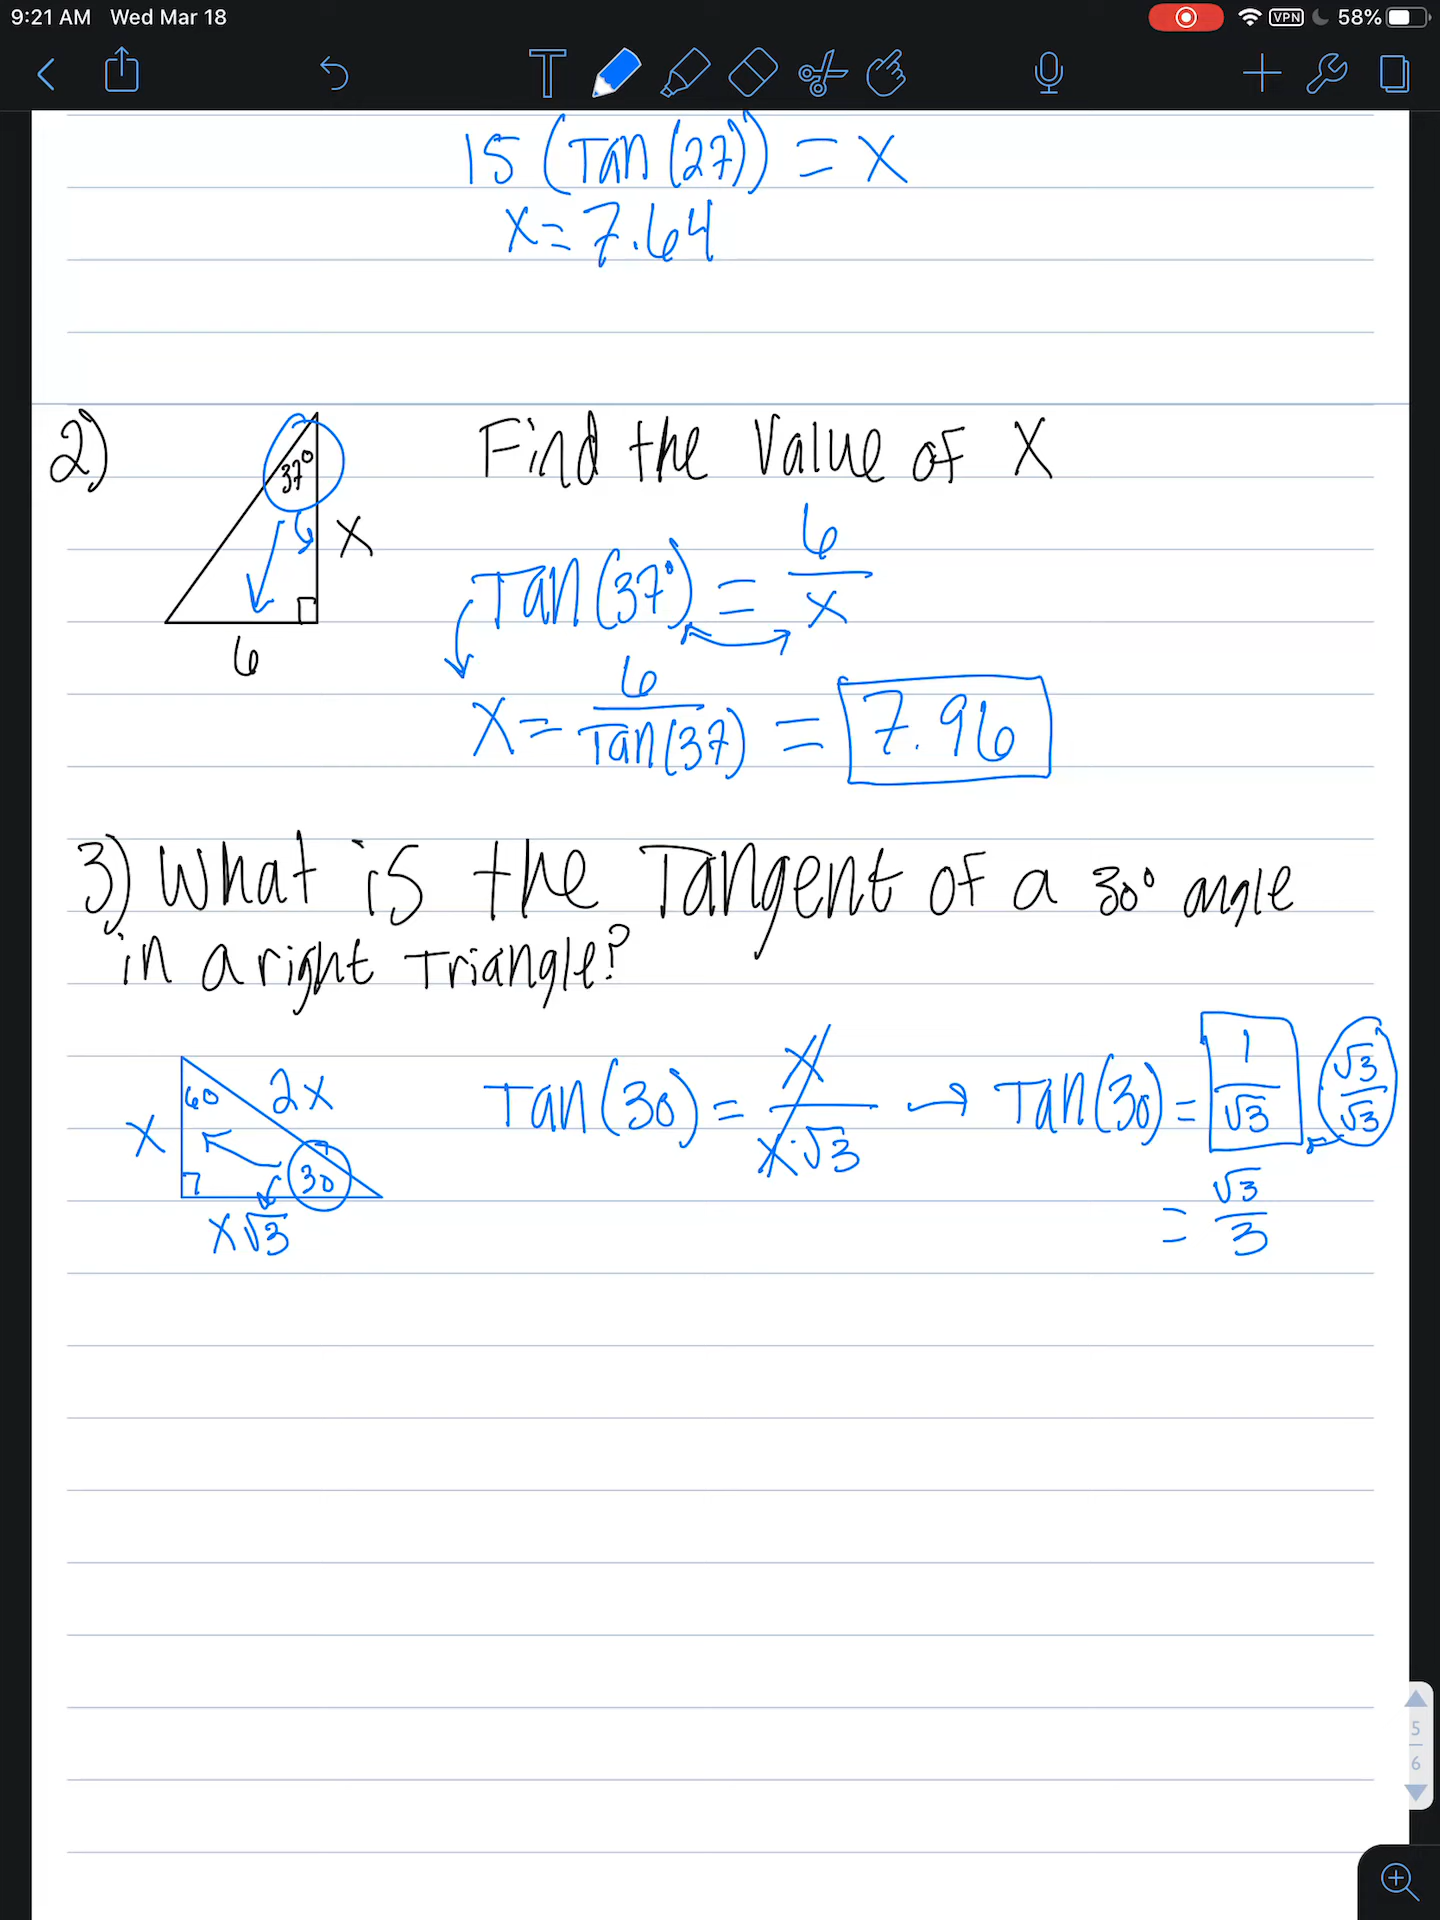 9:21 AM Wed Mar 18 VPN 58%
15 (Tan (27)) = X
X = 7.64
2) Find the Value of X
37°
X
6
Tan (37°) = 6/X
X = 6/Tan(37) = 7.96
3) What is the Tangent of a 30° angle
in a right Triangle?
60 2X
X
30
X√3
Tan (30) = X/X·√3 → Tan (30) = 1/√3 √3/√3
= √3/3
5
6